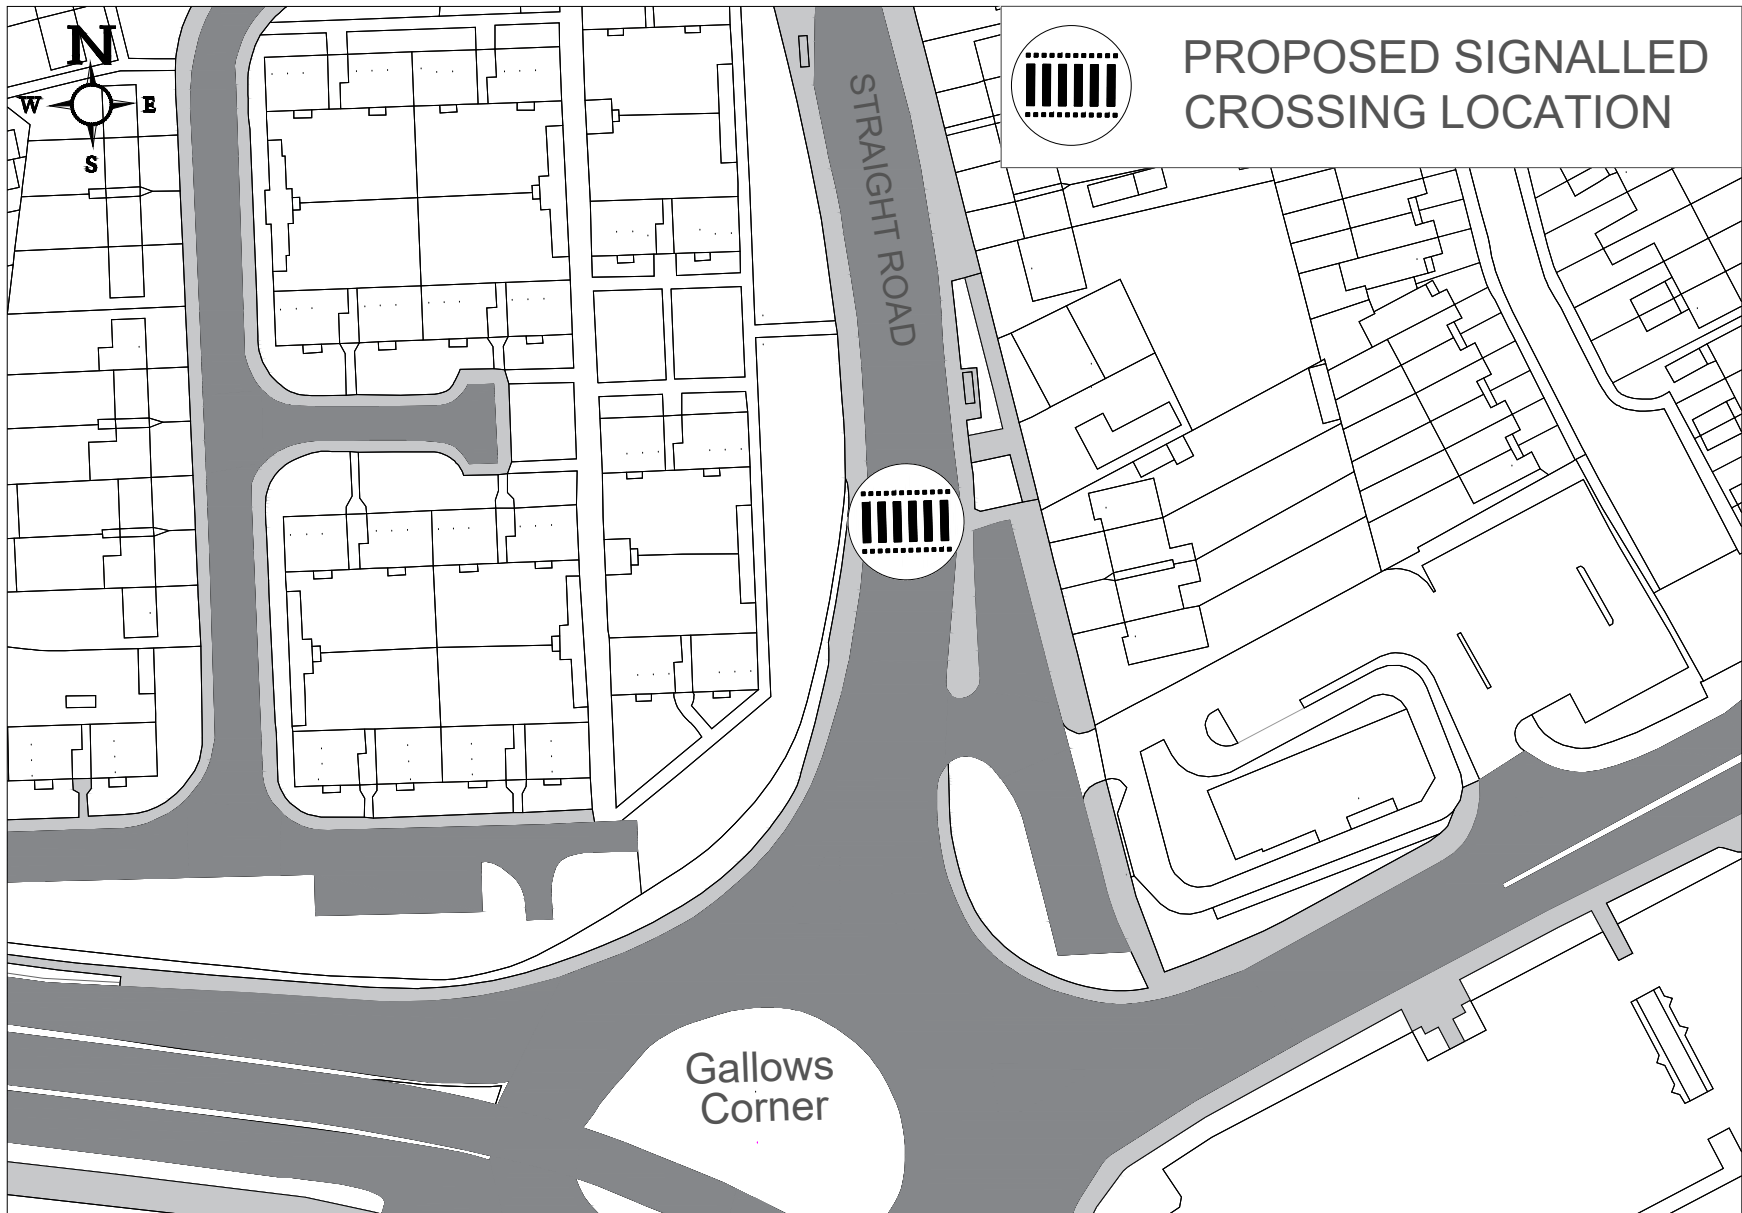 N
W E
S
PROPOSED SIGNALLED
CROSSING LOCATION
STRAIGHT ROAD
Gallows
Corner